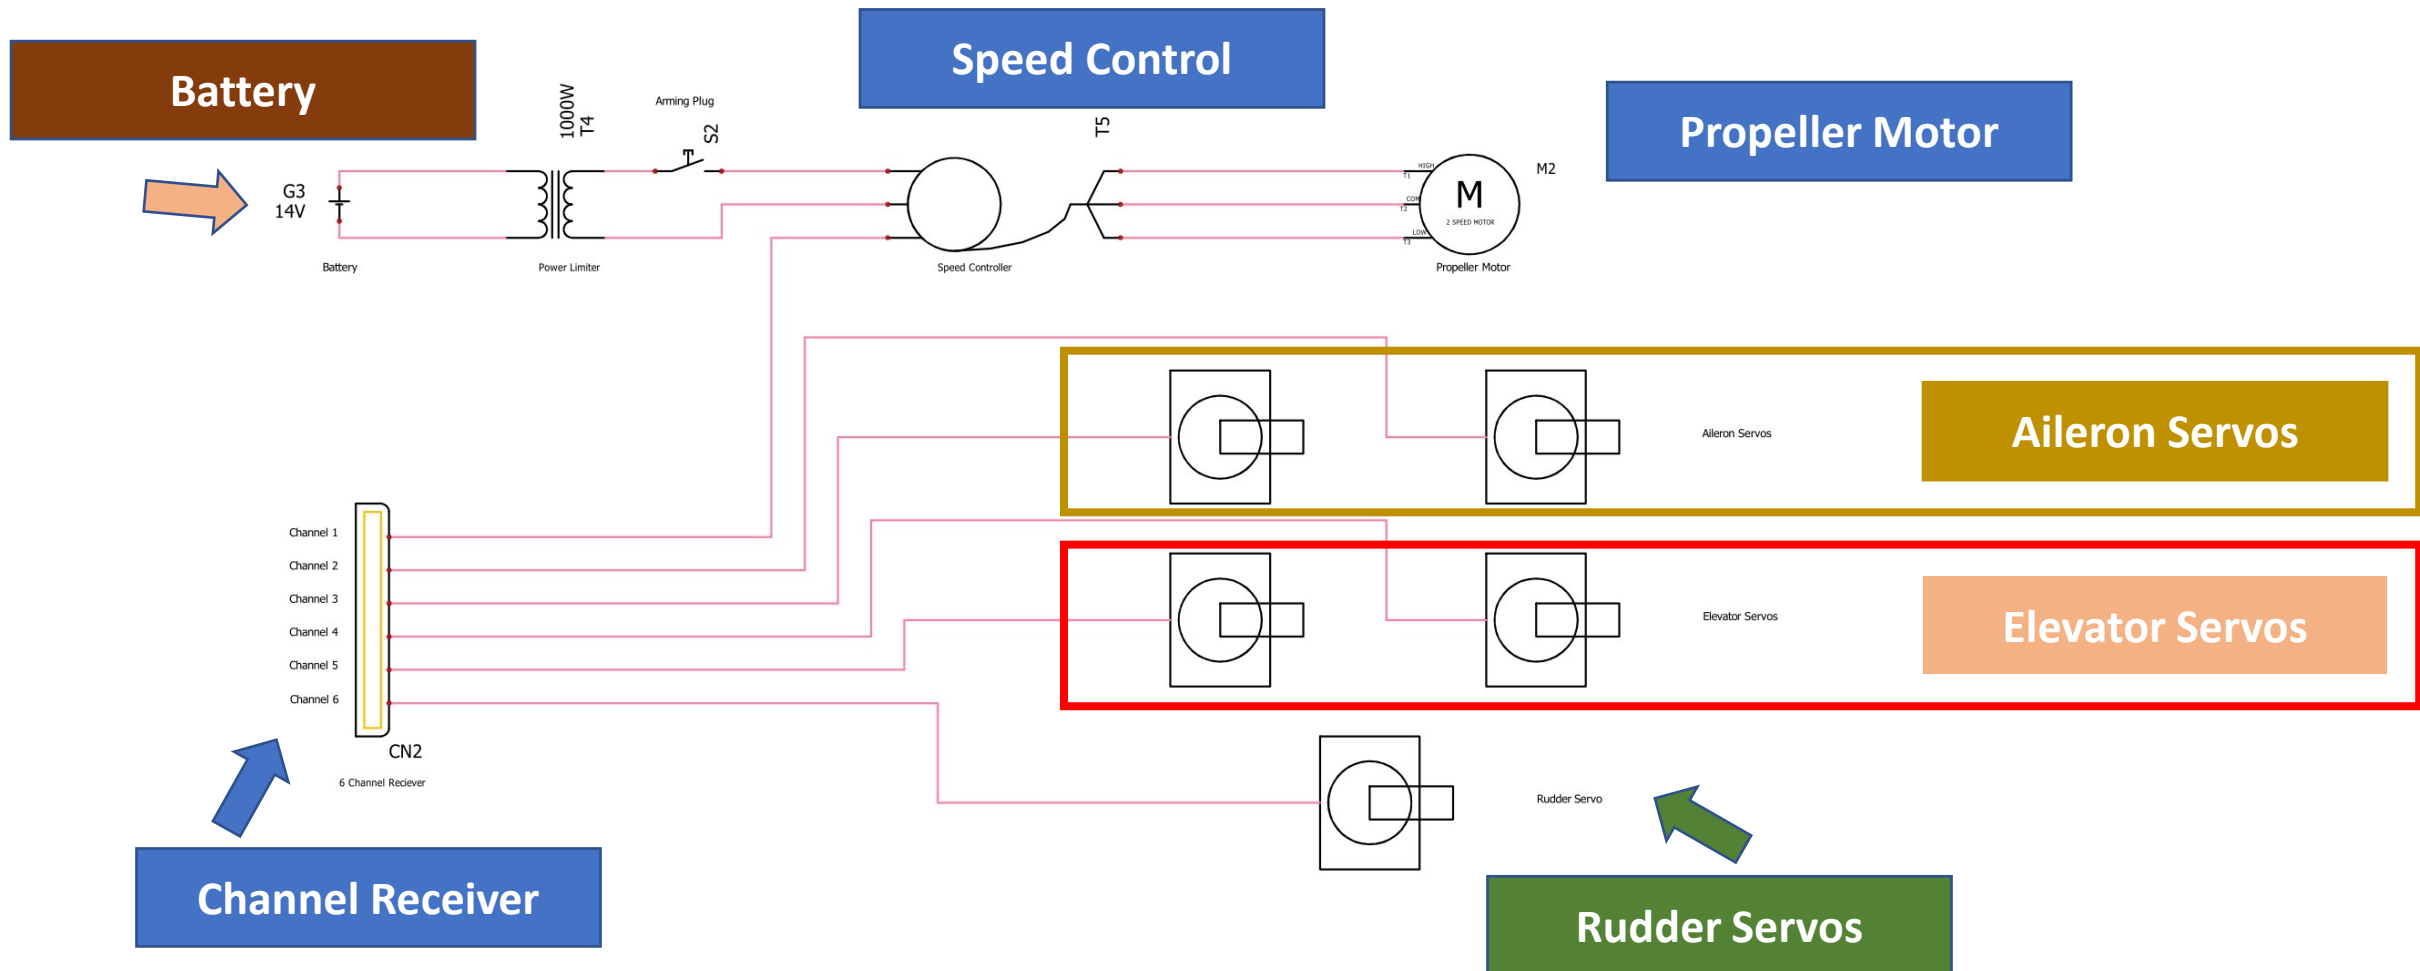 Battery
Speed Control
Propeller Motor
1000W
T4
Arming Plug
S2
T5
G3
14V
HIGH
T1
COM
T2
LOW
T3
M
2 SPEED MOTOR
M2
Battery
Power Limiter
Speed Controller
Propeller Motor
Aileron Servos
Aileron Servos
Channel 1
Channel 2
Channel 3
Channel 4
Channel 5
Channel 6
Elevator Servos
Elevator Servos
CN2
6 Channel Reciever
Rudder Servo
Channel Receiver
Rudder Servos